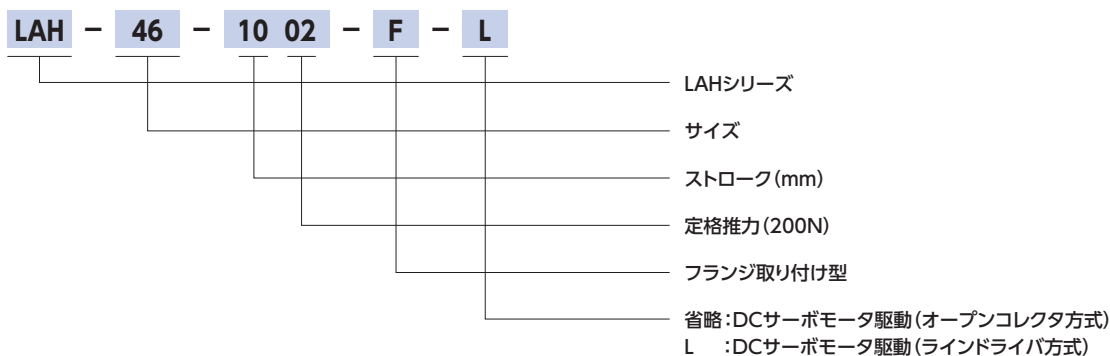 LAH － 46 － 10 02 － F － L
LAHシリーズ
サイズ
ストローク（mm）
定格推力（200N）
フランジ取り付け型
省略：DCサーボモータ駆動（オープンコレクタ方式）
L ：DCサーボモータ駆動（ラインドライバ方式）